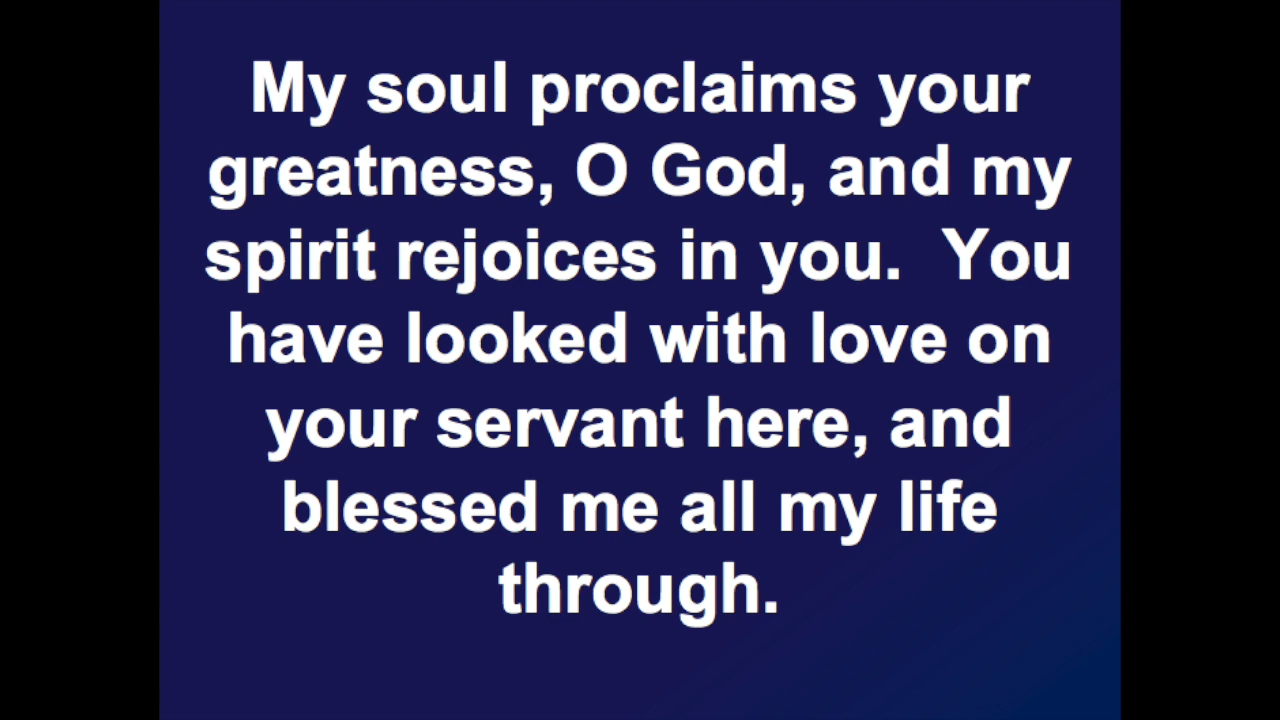 My soul proclaims your
greatness, O God, and my
spirit rejoices in you.  You
have looked with love on
your servant here, and
blessed me all my life
through.